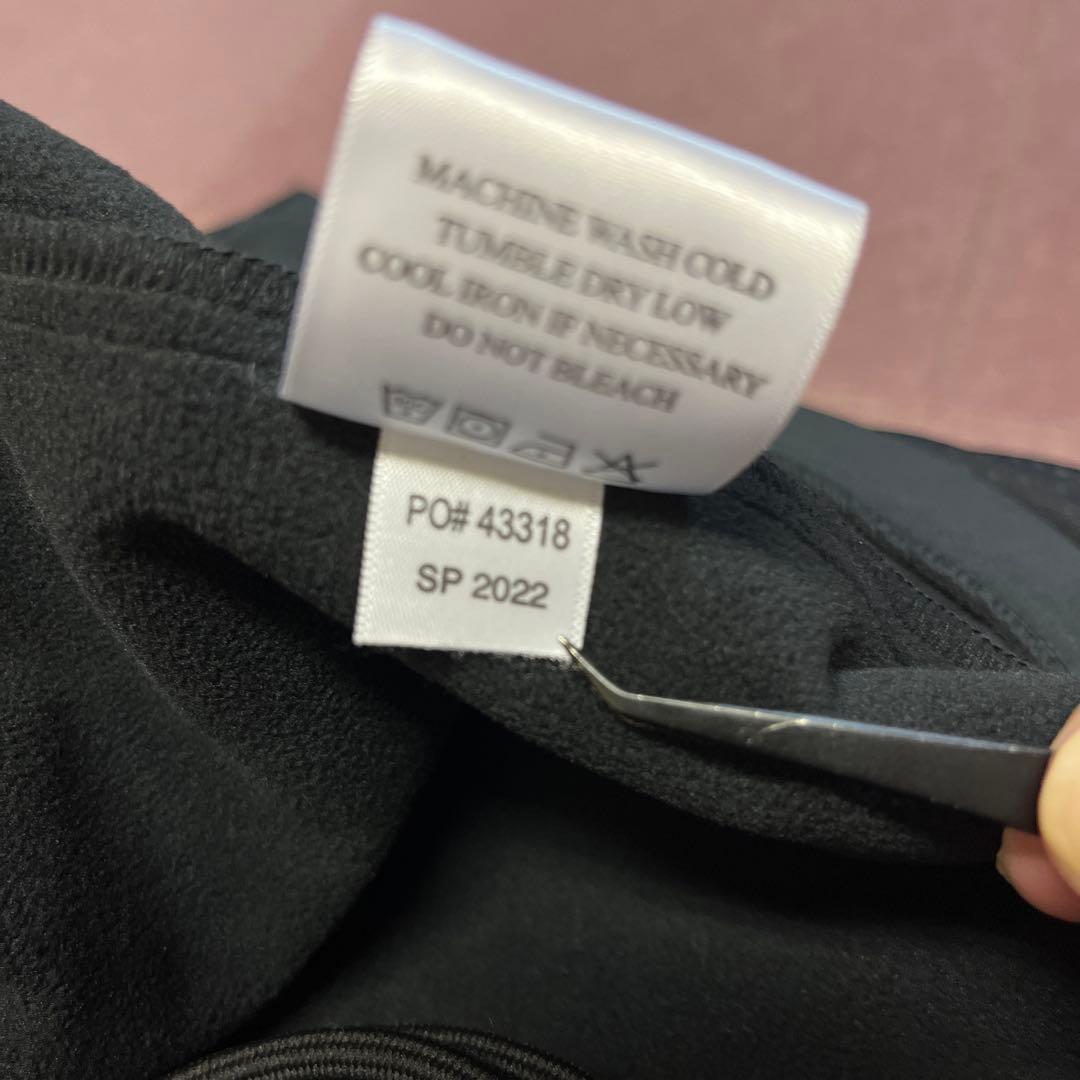 MACHINE WASH COLD
TUMBLE DRY LOW
COOL IRON IF NECESSARY
DO NOT BLEACH
PO# 43318
SP 2022